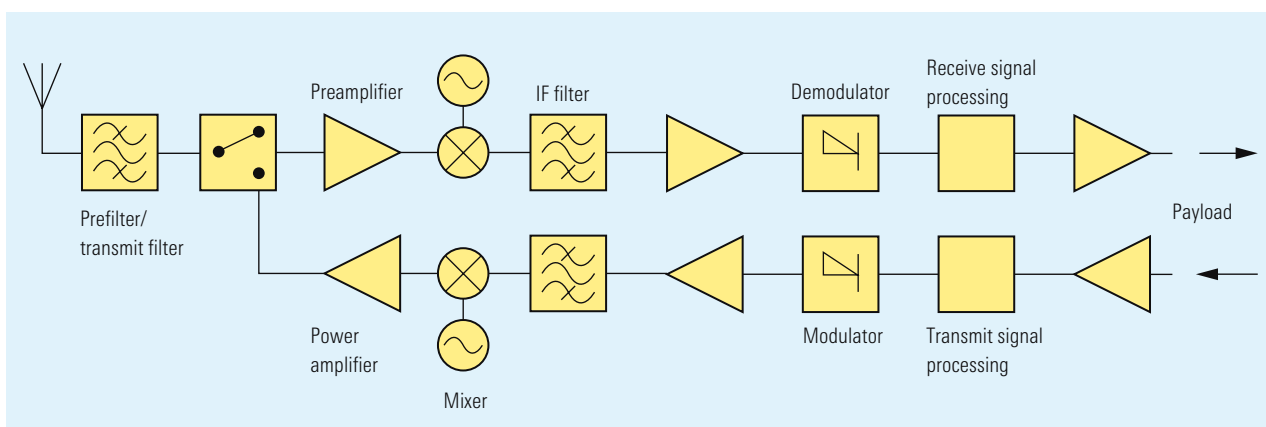 Preamplifier
IF filter
Demodulator
Receive signal
processing
Prefilter/
transmit filter
Payload
Power
amplifier
Mixer
Modulator
Transmit signal
processing